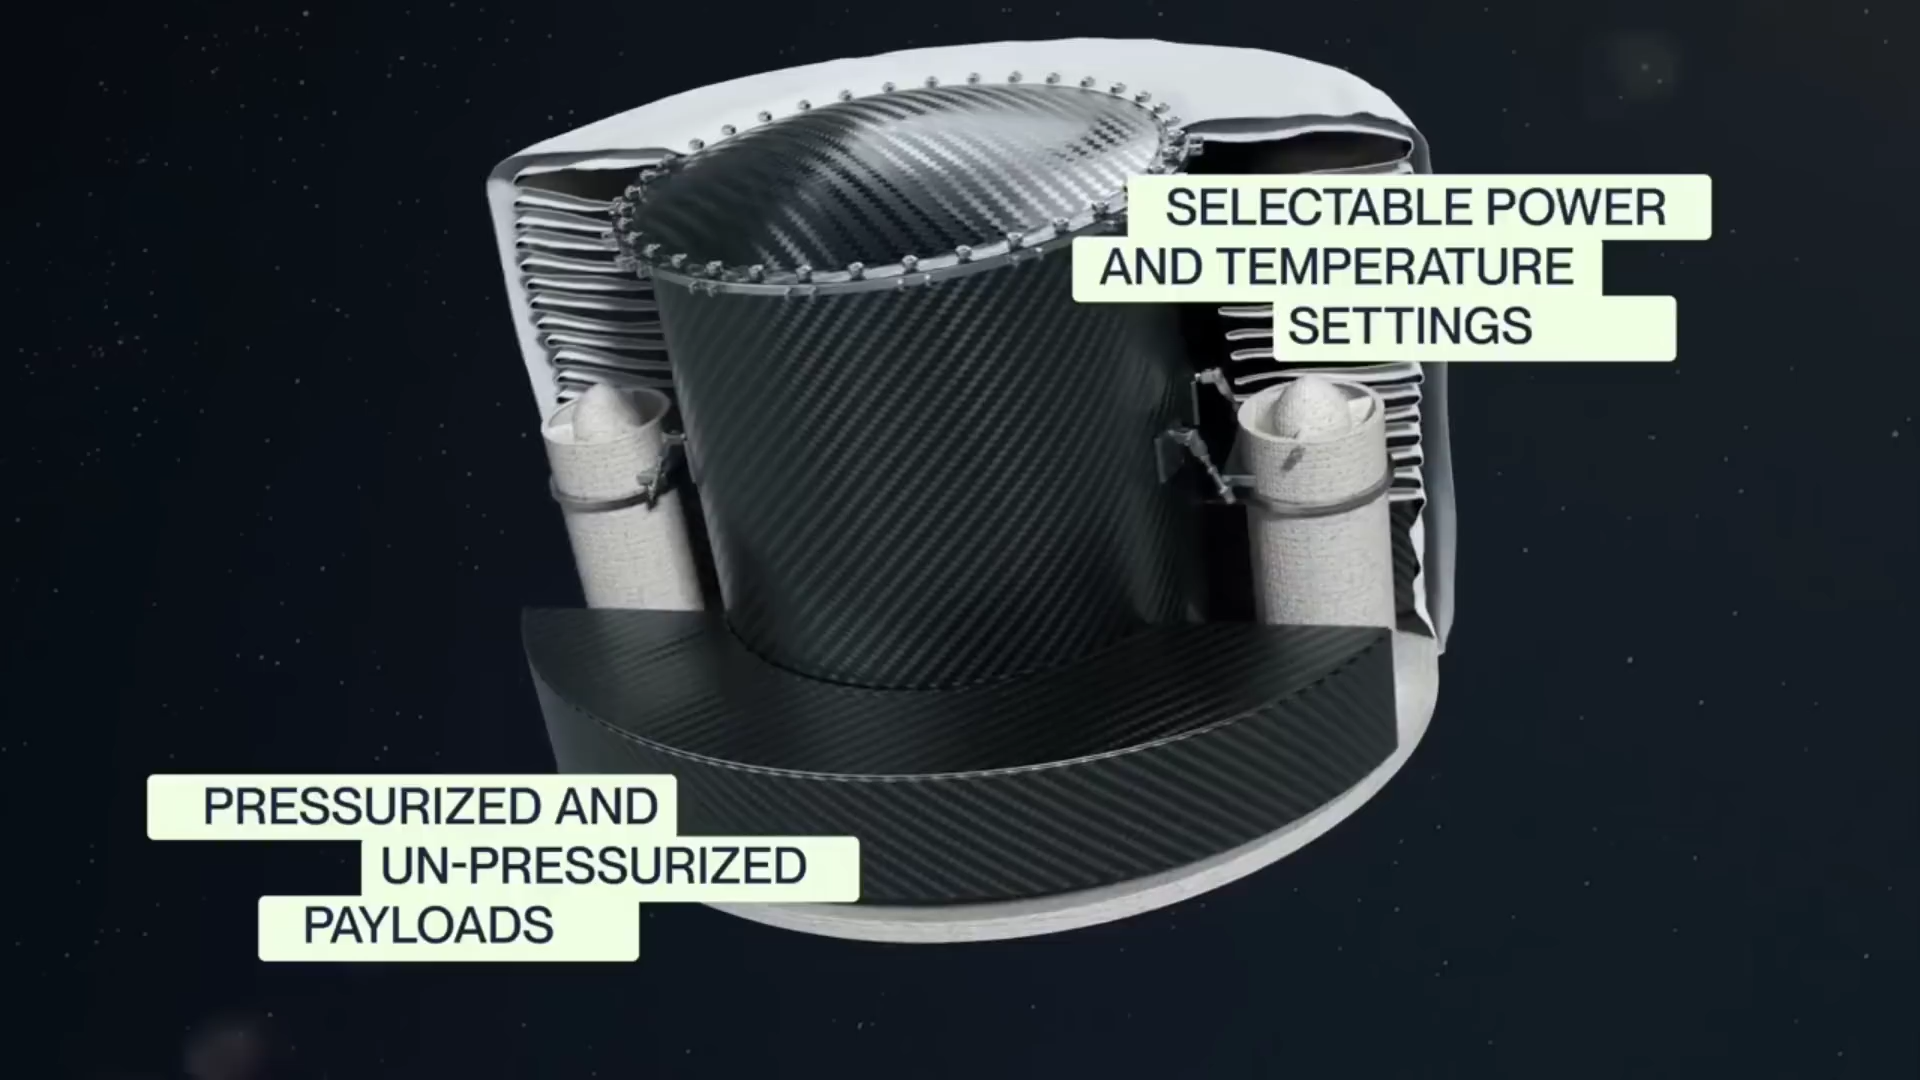 SELECTABLE POWER
AND TEMPERATURE
SETTINGS
PRESSURIZED AND
UN-PRESSURIZED
PAYLOADS